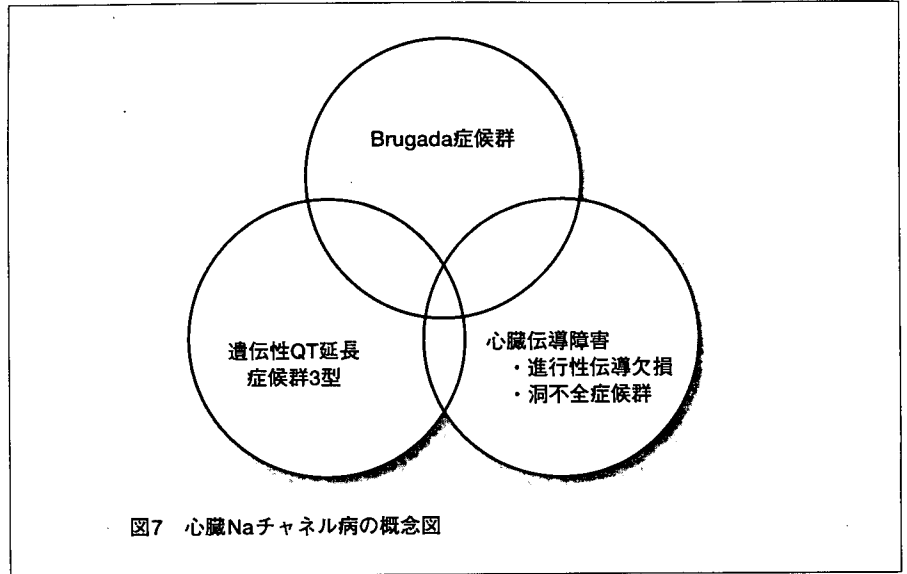 Brugada症候群
遺伝性QT延長
症候群3型
心臓伝導障害
・進行性伝導欠損
・洞不全症候群
図7 心臓Naチャネル病の概念図